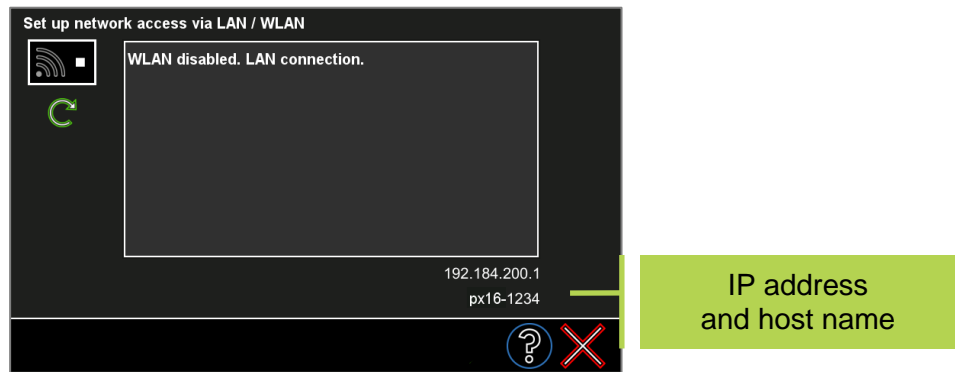 Set up network access via LAN / WLAN
WLAN disabled. LAN connection.
192.184.200.1
px16-1234
IP address
and host name
?